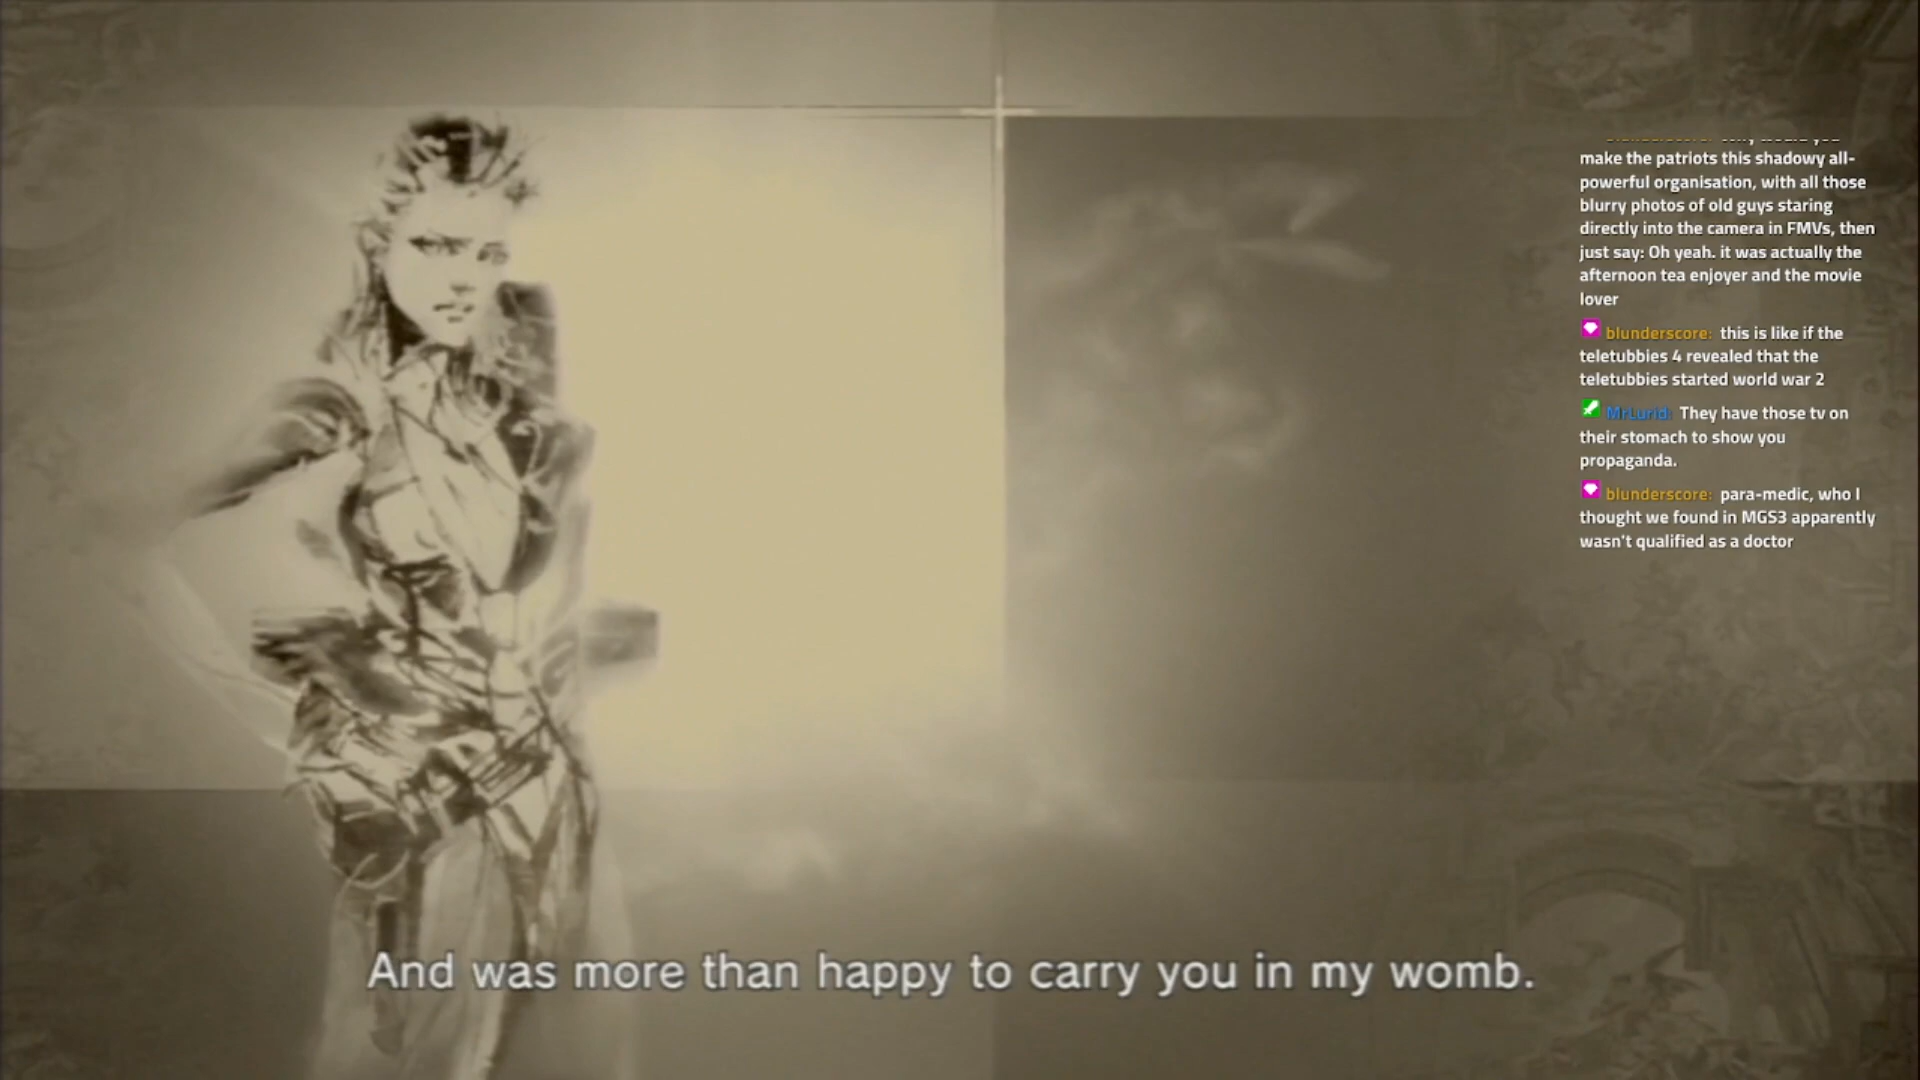 make the patriots this shadowy all-
powerful organisation, with all those
blurry photos of old guys staring
directly into the camera in FMVs, then
just say: Oh yeah. it was actually the
afternoon tea enjoyer and the movie
lover
blunderscore: this is like if the
teletubbies 4 revealed that the
teletubbies started world war 2
MrLurid: They have those tv on
their stomach to show you
propaganda.
blunderscore: para-medic, who I
thought we found in MGS3 apparently
wasn't qualified as a doctor
And was more than happy to carry you in my womb.